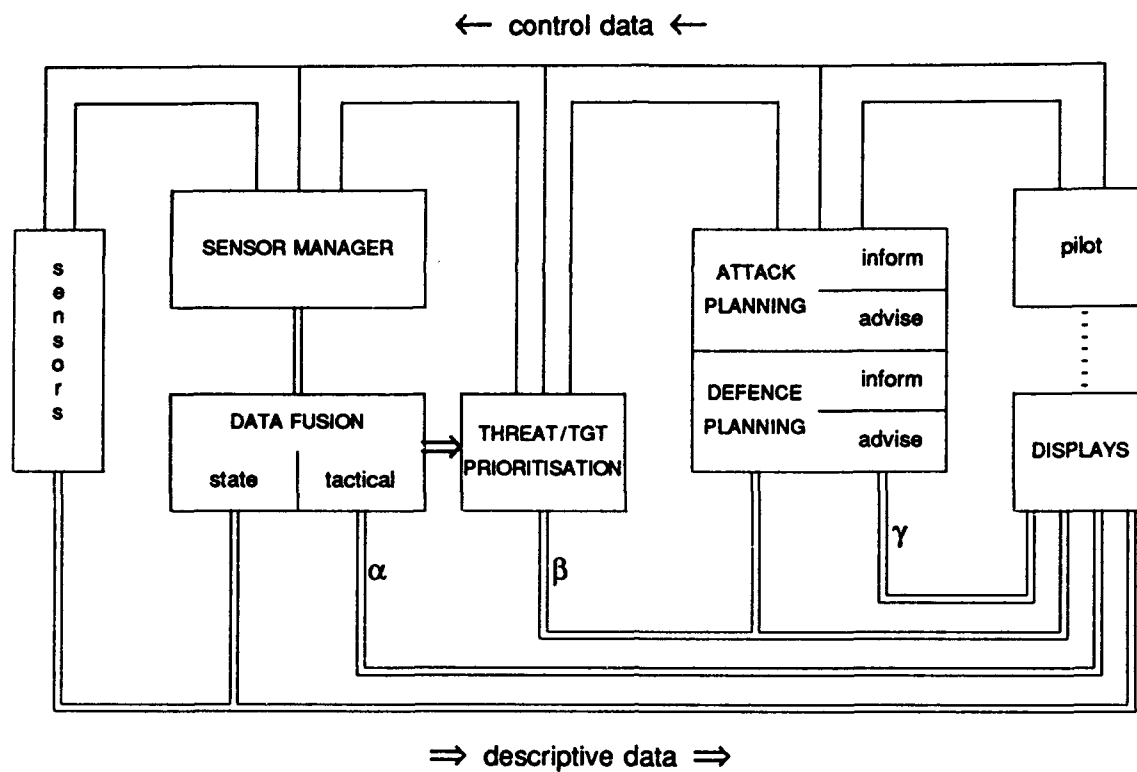 ← control data ←
sensors
SENSOR MANAGER
DATA FUSION
state
tactical
THREAT/TGT
PRIORITISATION
ATTACK
PLANNING
inform
advise
DEFENCE
PLANNING
inform
advise
pilot
DISPLAYS
α
β
γ
⇒ descriptive data ⇒